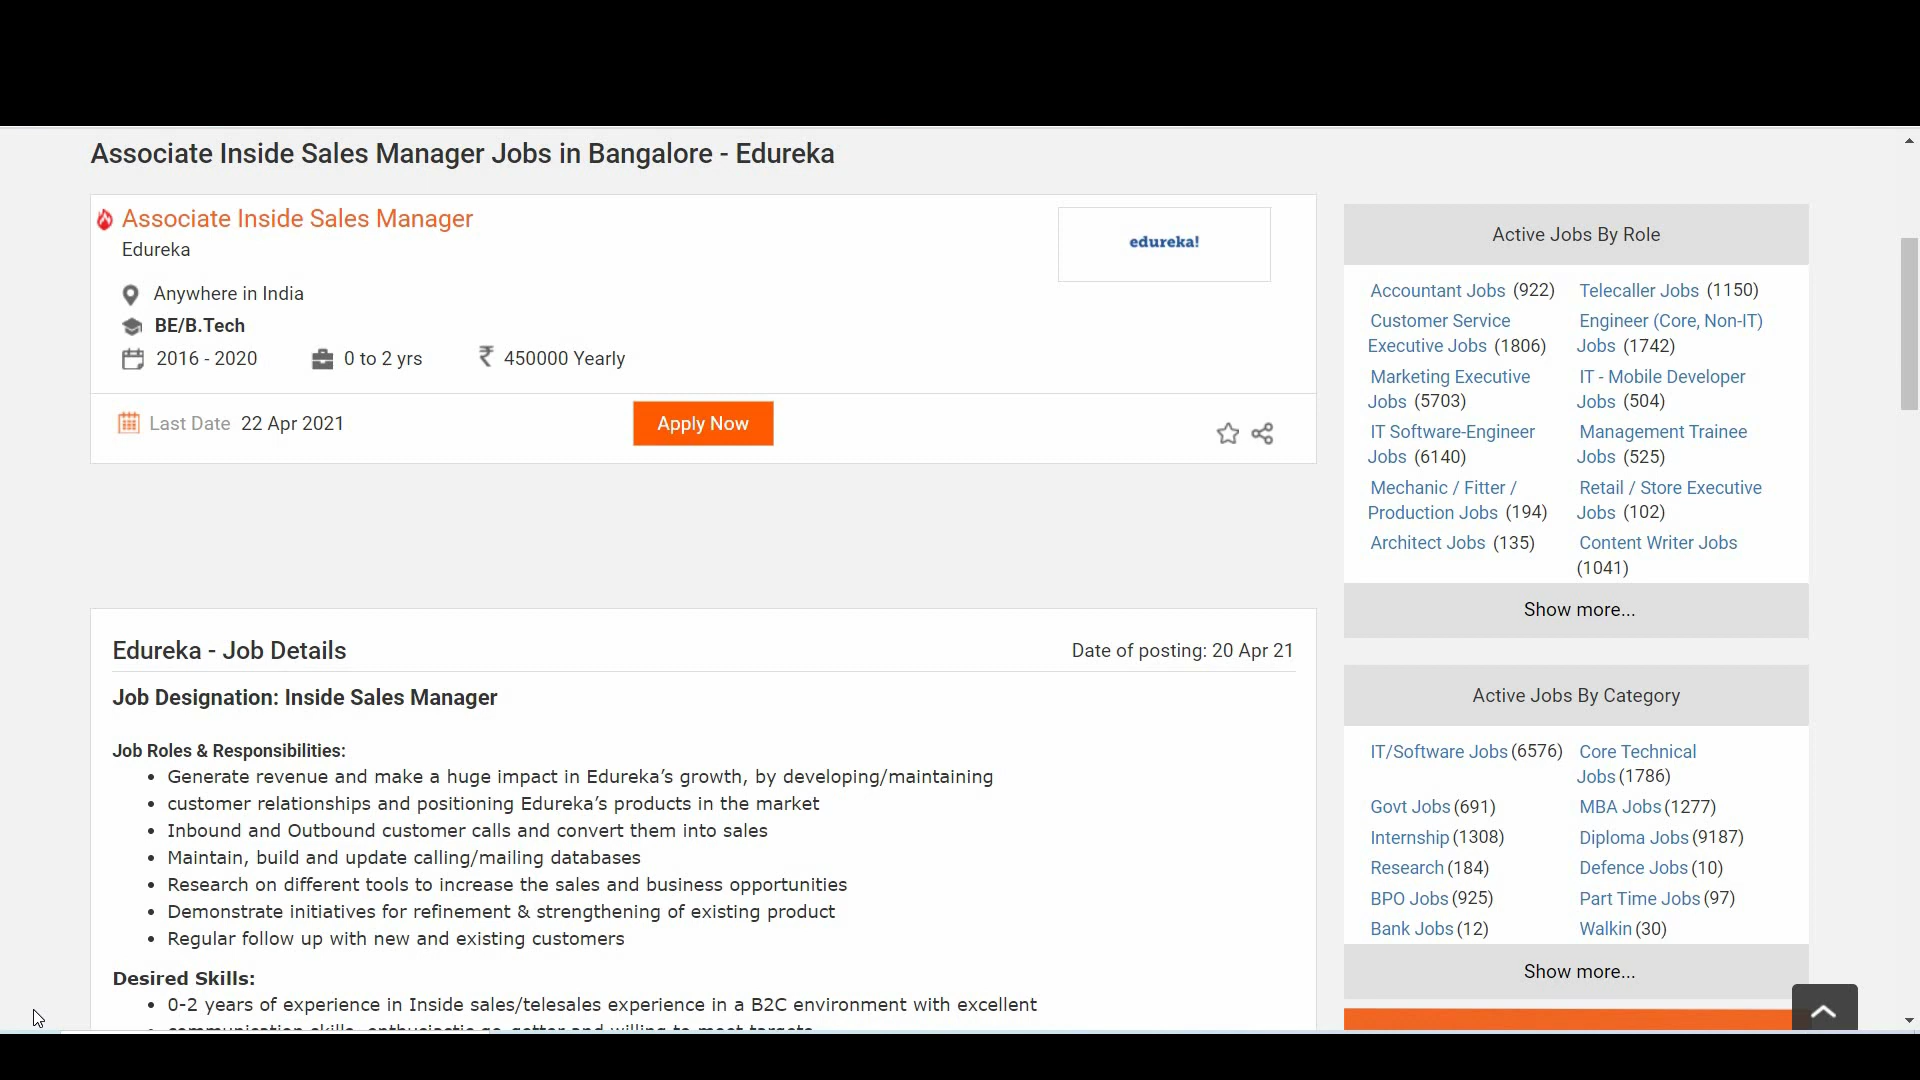 Associate Inside Sales Manager Jobs in Bangalore - Edureka
Associate Inside Sales Manager
Edureka
edureka!
Anywhere in India
BE/B.Tech
2016 - 2020 0 to 2 yrs ₹ 450000 Yearly
Last Date 22 Apr 2021
Apply Now
Edureka - Job Details
Date of posting: 20 Apr 21
Job Designation: Inside Sales Manager
Job Roles & Responsibilities:
• Generate revenue and make a huge impact in Edureka’s growth, by developing/maintaining
• customer relationships and positioning Edureka’s products in the market
• Inbound and Outbound customer calls and convert them into sales
• Maintain, build and update calling/mailing databases
• Research on different tools to increase the sales and business opportunities
• Demonstrate initiatives for refinement & strengthening of existing product
• Regular follow up with new and existing customers
Desired Skills:
• 0-2 years of experience in Inside sales/telesales experience in a B2C environment with excellent
• communication skills, enthusiastic go-getter and willing to meet targets
Active Jobs By Role
Accountant Jobs (922)
Telecaller Jobs (1150)
Customer Service
Executive Jobs (1806)
Engineer (Core, Non-IT)
Jobs (1742)
Marketing Executive
Jobs (5703)
IT - Mobile Developer
Jobs (504)
IT Software-Engineer
Jobs (6140)
Management Trainee
Jobs (525)
Mechanic / Fitter /
Production Jobs (194)
Retail / Store Executive
Jobs (102)
Architect Jobs (135)
Content Writer Jobs
(1041)
Show more...
Active Jobs By Category
IT/Software Jobs (6576)
Core Technical
Jobs (1786)
Govt Jobs (691)
MBA Jobs (1277)
Internship (1308)
Diploma Jobs (9187)
Research (184)
Defence Jobs (10)
BPO Jobs (925)
Part Time Jobs (97)
Bank Jobs (12)
Walkin (30)
Show more...